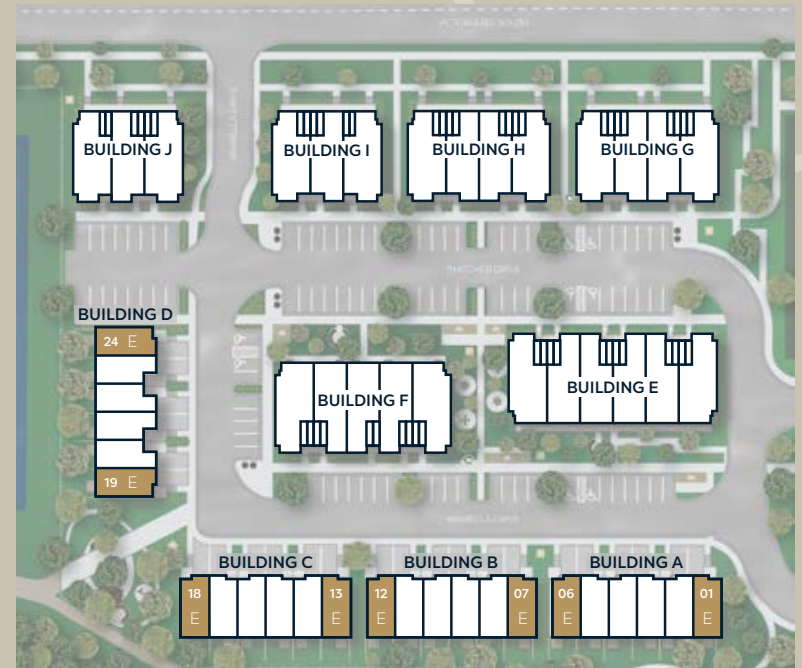 BUILDING J
BUILDING I
BUILDING H
BUILDING G
BUILDING D
24 E
BUILDING F
BUILDING E
19 E
BUILDING C
BUILDING B
BUILDING A
18
E
13
E
12
E
07
E
06
E
01
E